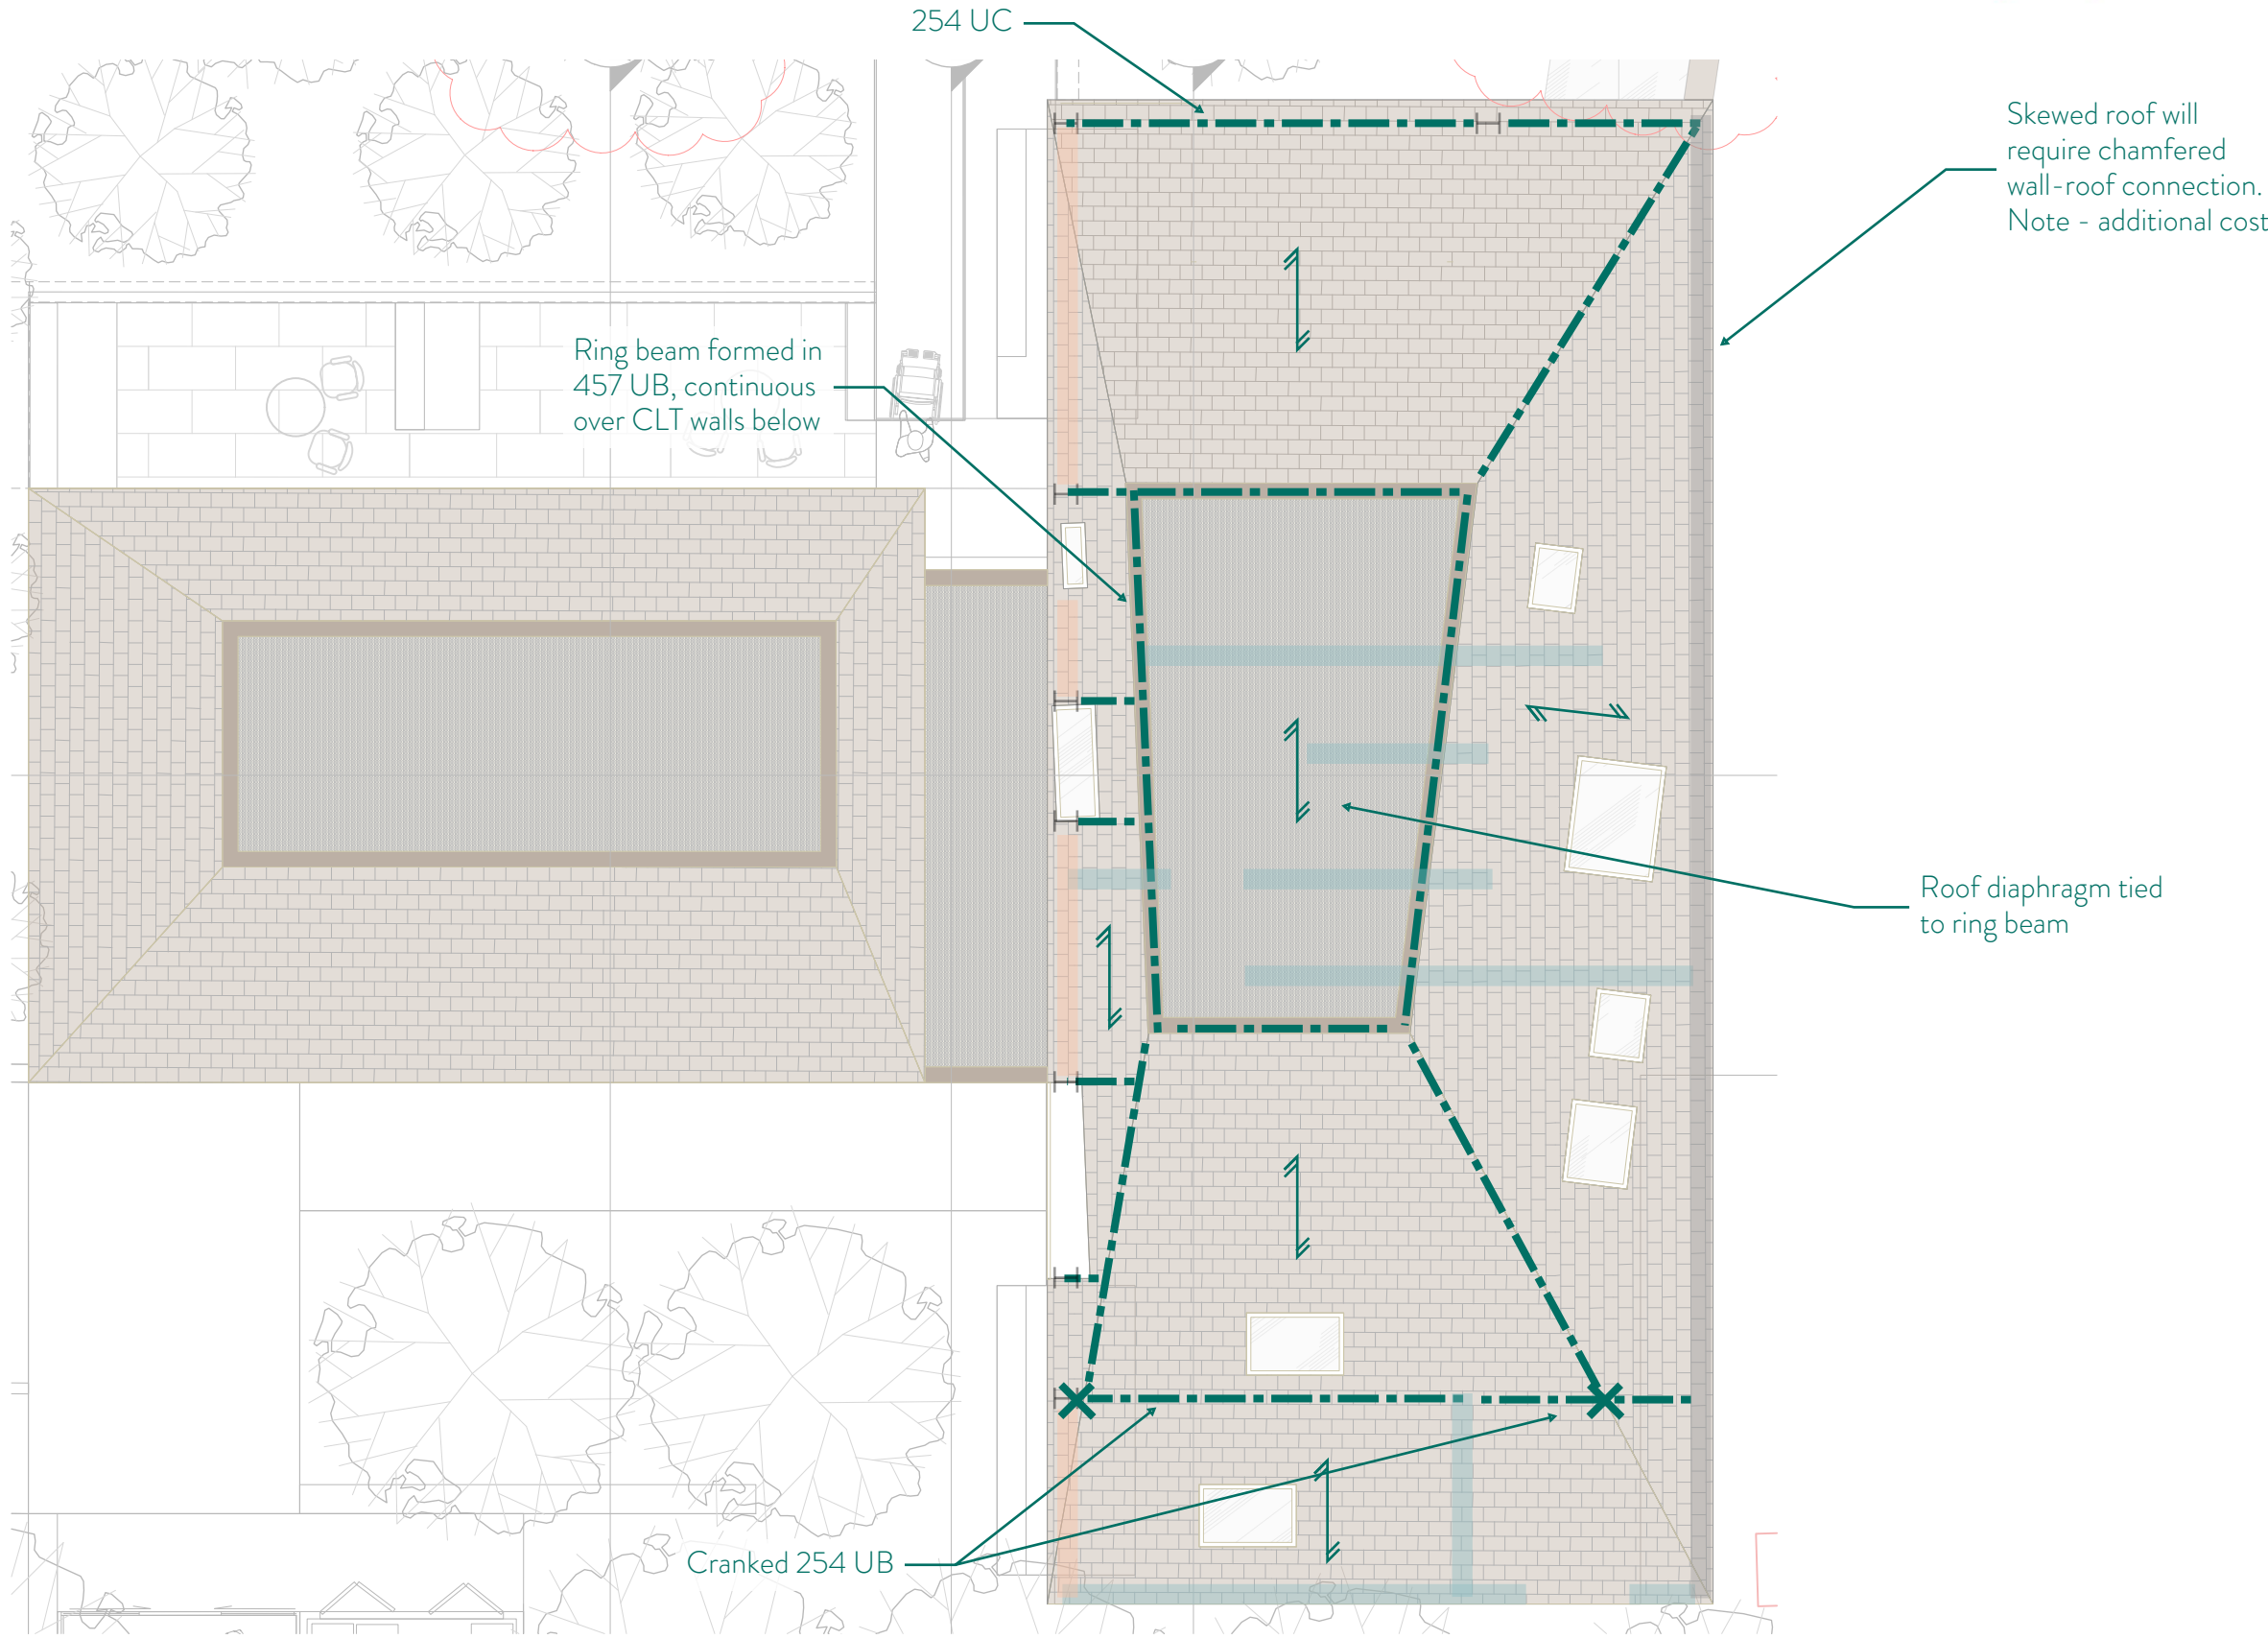 254 UC
Skewed roof will
require chamfered
wall-roof connection.
Note - additional cost
Ring beam formed in
457 UB, continuous
over CLT walls below
Roof diaphragm tied
to ring beam
Cranked 254 UB